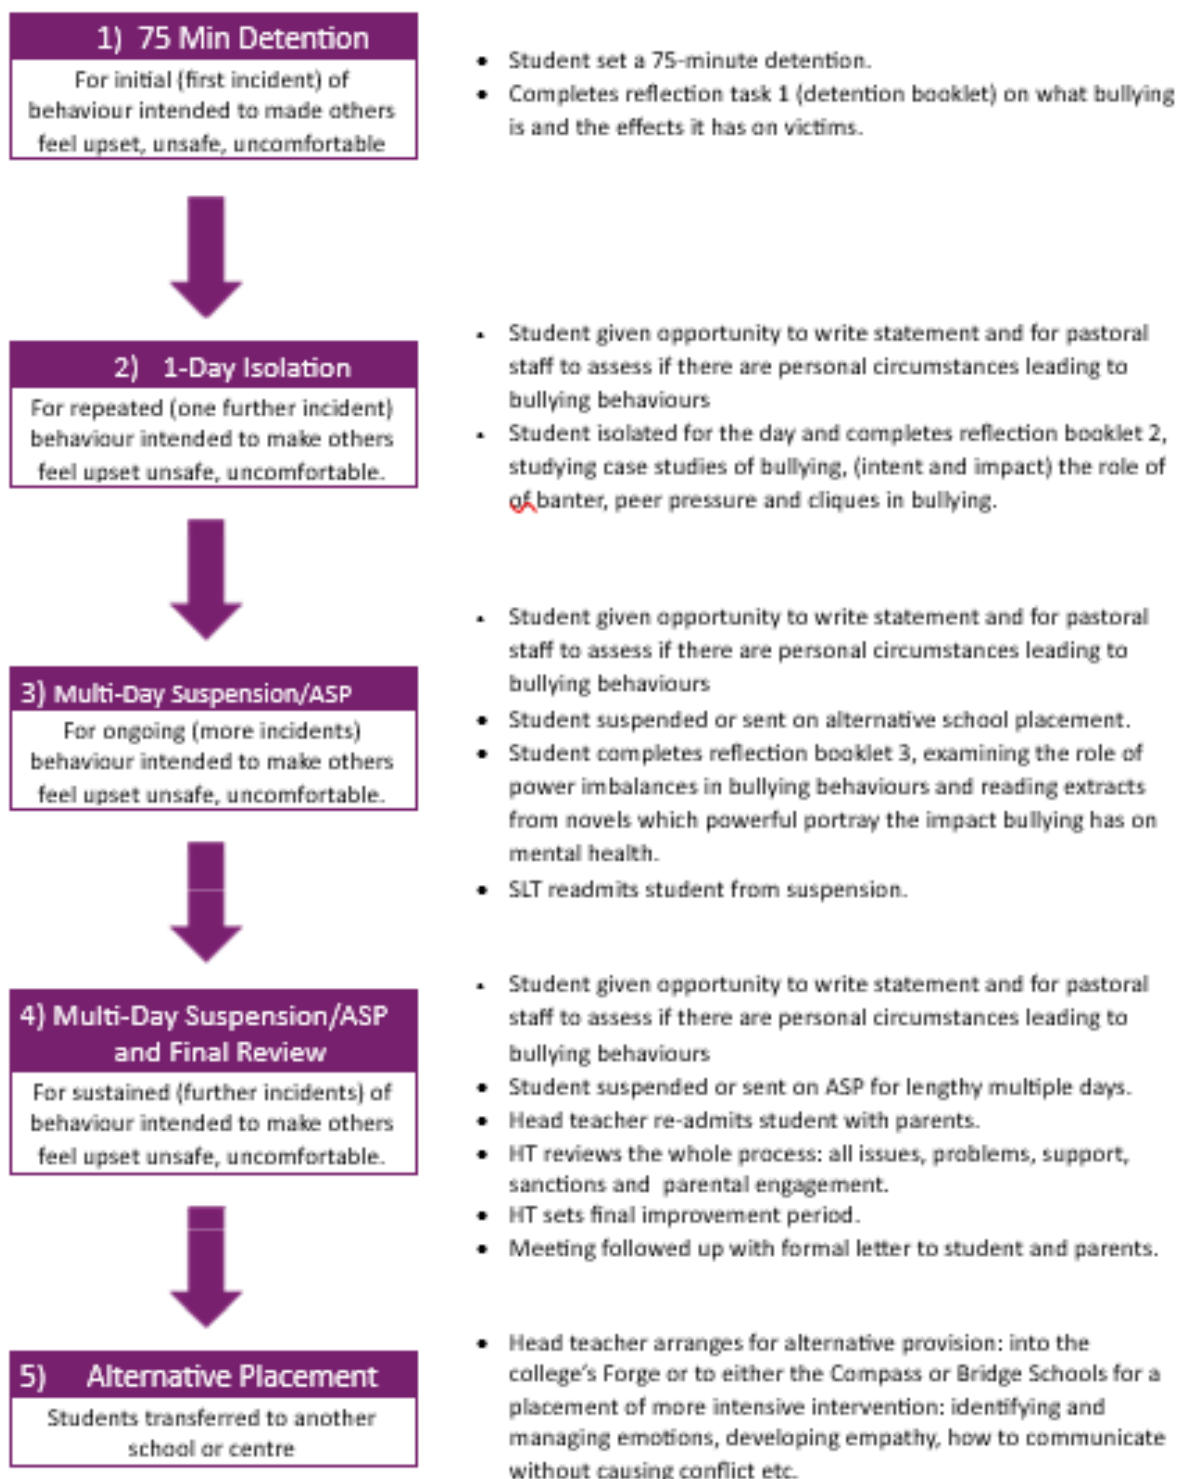 1) 75 Min Detention
For initial (first incident) of
behaviour intended to made others
feel upset, unsafe, uncomfortable
• Student set a 75-minute detention.
• Completes reflection task 1 (detention booklet) on what bullying
is and the effects it has on victims.
2) 1-Day Isolation
For repeated (one further incident)
behaviour intended to make others
feel upset unsafe, uncomfortable.
• Student given opportunity to write statement and for pastoral
staff to assess if there are personal circumstances leading to
bullying behaviours
• Student isolated for the day and completes reflection booklet 2,
studying case studies of bullying, (intent and impact) the role of
of banter, peer pressure and cliques in bullying.
3) Multi-Day Suspension/ASP
For ongoing (more incidents)
behaviour intended to make others
feel upset unsafe, uncomfortable.
• Student given opportunity to write statement and for pastoral
staff to assess if there are personal circumstances leading to
bullying behaviours
• Student suspended or sent on alternative school placement.
• Student completes reflection booklet 3, examining the role of
power imbalances in bullying behaviours and reading extracts
from novels which powerful portray the impact bullying has on
mental health.
• SLT readmits student from suspension.
4) Multi-Day Suspension/ASP
and Final Review
For sustained (further incidents) of
behaviour intended to make others
feel upset unsafe, uncomfortable.
• Student given opportunity to write statement and for pastoral
staff to assess if there are personal circumstances leading to
bullying behaviours
• Student suspended or sent on ASP for lengthy multiple days.
• Head teacher re-admits student with parents.
• HT reviews the whole process: all issues, problems, support,
sanctions and parental engagement.
• HT sets final improvement period.
• Meeting followed up with formal letter to student and parents.
5) Alternative Placement
Students transferred to another
school or centre
• Head teacher arranges for alternative provision: into the
college's Forge or to either the Compass or Bridge Schools for a
placement of more intensive intervention: identifying and
managing emotions, developing empathy, how to communicate
without causing conflict etc.